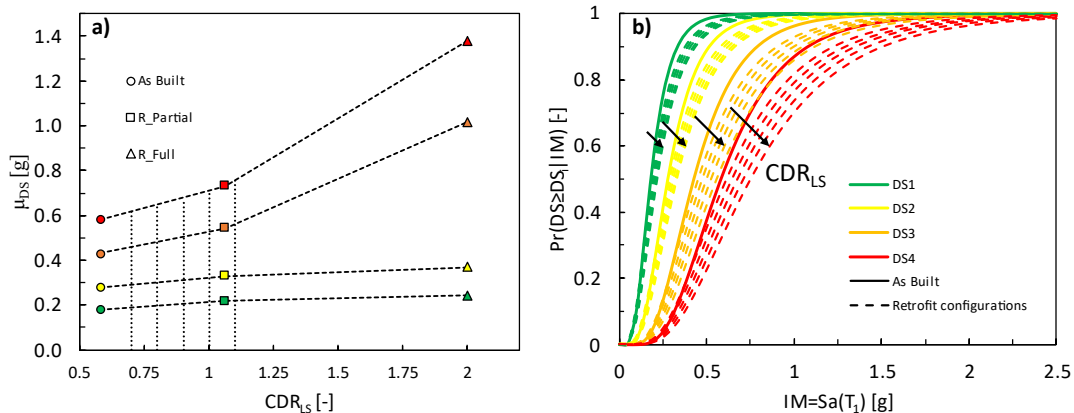 a)
1.4
1.2
1.0
0.8
0.6
0.4
0.2
0.0
μDS [g]
As Built
R_Partial
R_Full
0.5 0.75 1 1.25 1.5 1.75 2
CDRLS [-]
b)
1
0.8
0.6
0.4
0.2
0
Pr(DS≥DSi|IM) [-]
CDRLS
DS1
DS2
DS3
DS4
As Built
Retrofit configurations
0 0.5 1 1.5 2 2.5
IM=Sa(T1) [g]